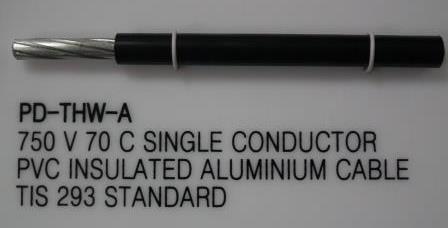 PD-THW-A
750 V 70 C SINGLE CONDUCTOR
PVC INSULATED ALUMINIUM CABLE
TIS 293 STANDARD